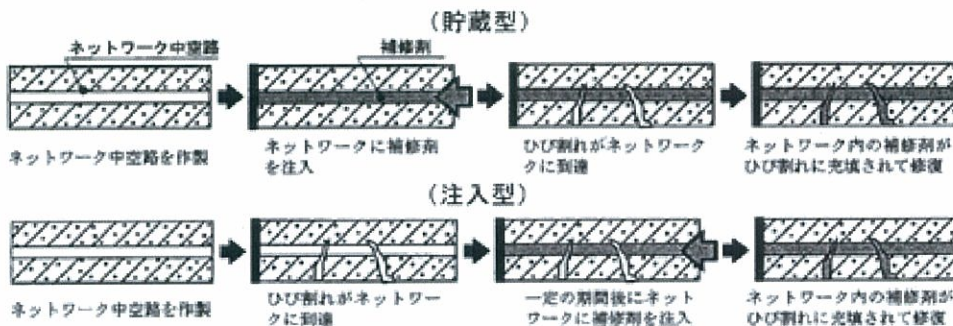 (貯蔵型)
ネットワーク中空路
補修剤
ネットワーク中空路を作製
ネットワークに補修剤
を注入
ひび割れがネットワー
クに到達
ネットワーク内の補修剤が
ひび割れに充填されて修復
(注入型)
ネットワーク中空路を作製
ひび割れがネットワー
クに到達
一定の期間後にネット
ワークに補修剤を注入
ネットワーク内の補修剤が
ひび割れに充填されて修復